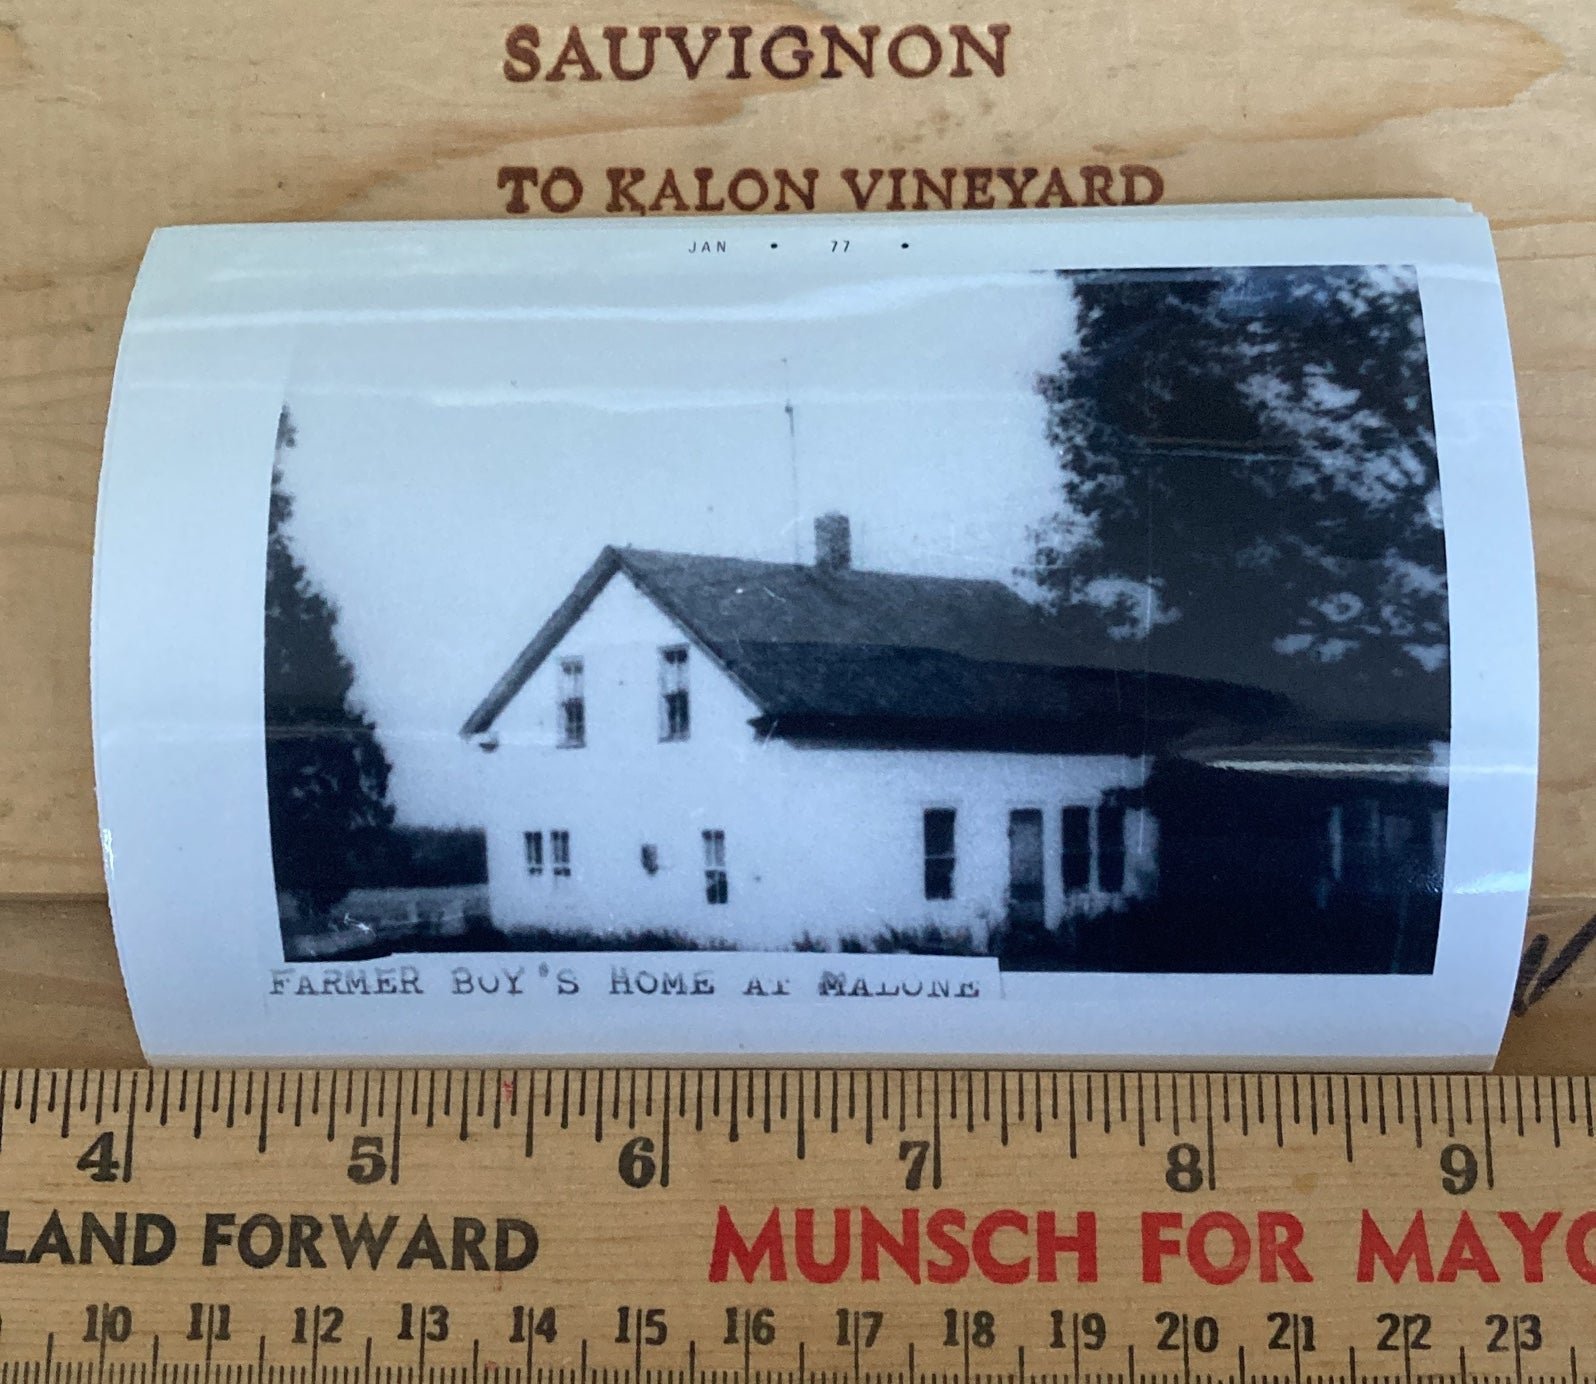 SAUVIGNON
TO KALON VINEYARD
JAN • 77 •
FARMER BOY'S HOME AT MALONE
4 5 6 7 8 9
LAND FORWARD MUNSCH FOR MAYO
10 11 12 13 14 15 16 17 18 19 20 21 22 23